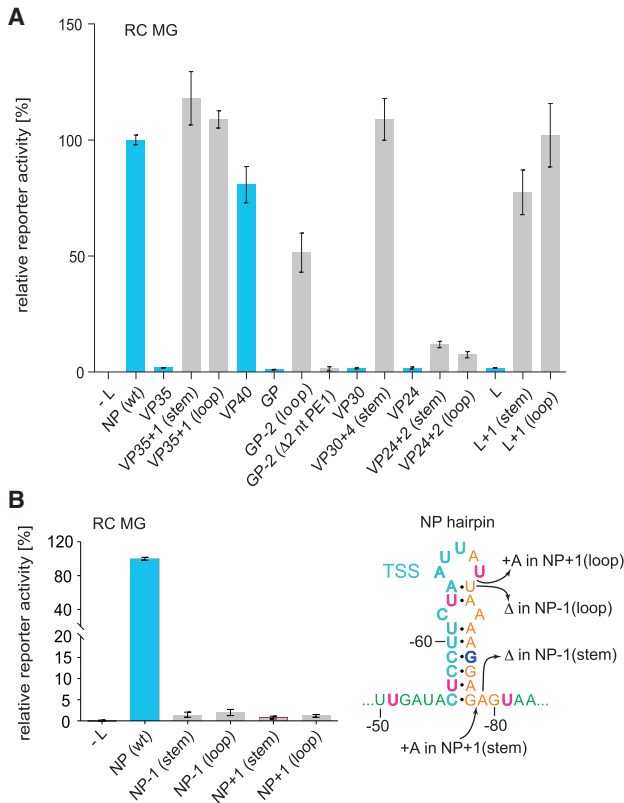 A
RC MG
relative reporter activity [%]
150
100
50
0
- L
NP (wt)
VP35
VP35+1 (stem)
VP35+1 (loop)
VP40
GP
GP-2 (loop)
GP-2 (Δ2 nt PE1)
VP30
VP30+4 (stem)
VP24
VP24+2 (stem)
VP24+2 (loop)
L
L+1 (stem)
L+1 (loop)
B
RC MG
relative reporter activity [%]
120
80
40
20
15
10
5
0
- L
NP (wt)
NP-1 (stem)
NP-1 (loop)
NP+1 (stem)
NP+1 (loop)
NP hairpin
TSS
U U A
U U
A A U
U A
C A
U A
-60
U A
C G
C G
U A
...UUGAUACCGAGUAA...
-50
-80
+A in NP+1(loop)
Δ in NP-1(loop)
Δ in NP-1(stem)
+A in NP+1(stem)